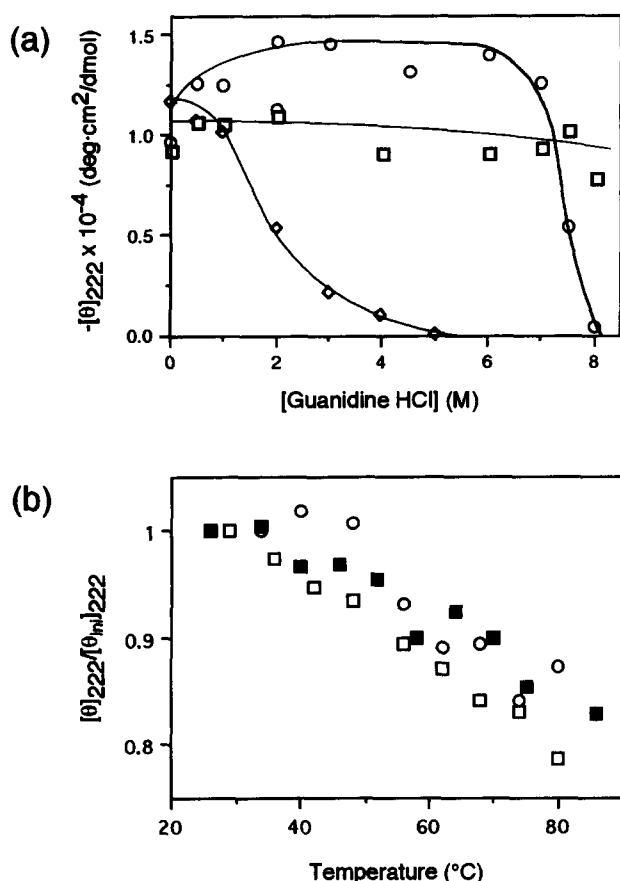 (a)
1.5
1.0
0.5
0.0
-[θ]222 x 10-4 (deg·cm2/dmol)
0 2 4 6 8
[Guanidine HCl] (M)
(b)
1
0.9
0.8
[θ]222/[θini]222
20 40 60 80
Temperature (°C)